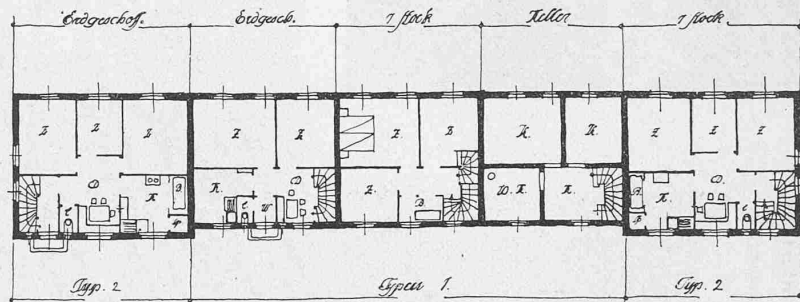 Erdgeschoß. Erdgesch. 1 Stock Keller 1 Stock
Z Z Z Z Z Z Z K. K. Z Z Z
D K B K. D Z B. W.K K. B. K. D.
Typ. 2 Typen 1. Typ. 2